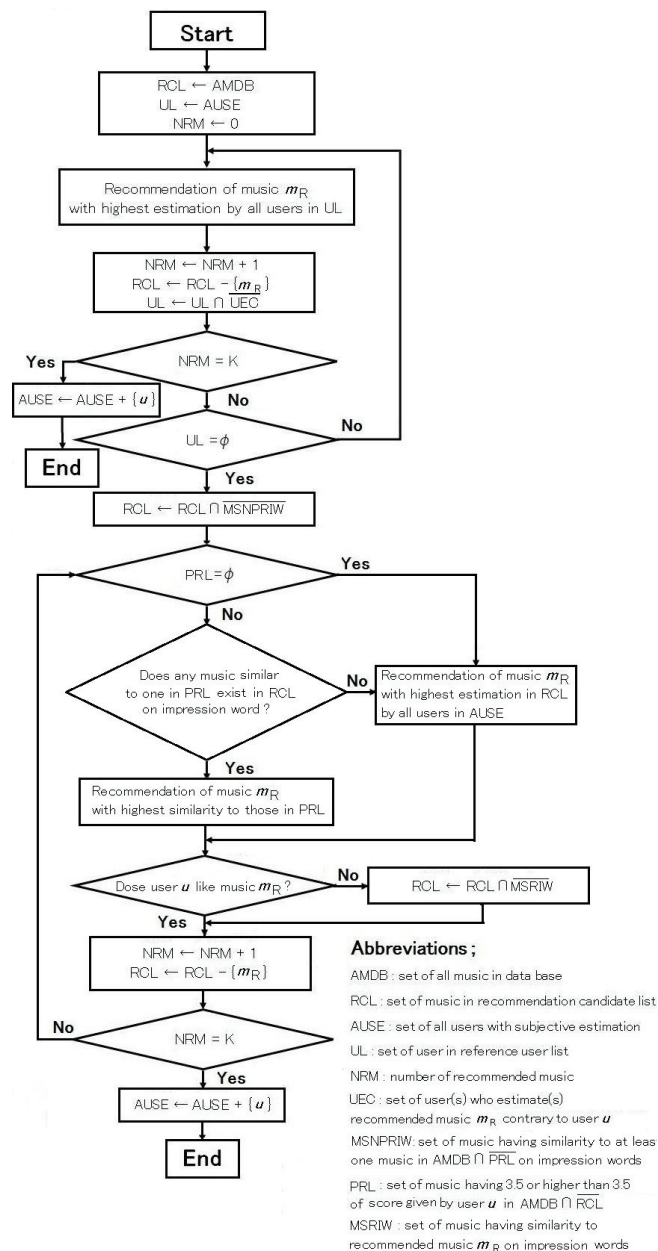 Start
RCL ← AMDB
UL ← AUSE
NRM ← 0
Recommendation of music mR
with highest estimation by all users in UL
NRM ← NRM + 1
RCL ← RCL - {mR}
UL ← UL ∩ U̅E̅C̅
Yes
NRM = K
AUSE ← AUSE + {u}
No
End
UL = ϕ
No
Yes
RCL ← RCL ∩ M̅S̅N̅P̅R̅I̅W̅
PRL=ϕ
Yes
No
Does any music similar
to one in PRL exist in RCL
on impression word ?
No
Recommendation of music mR
with highest estimation in RCL
by all users in AUSE
Yes
Recommendation of music mR
with highest similarity to those in PRL
Dose user u like music mR ?
No
RCL ← RCL ∩ M̅S̅R̅I̅W̅
Yes
NRM ← NRM + 1
RCL ← RCL - {mR}
No
NRM = K
Yes
AUSE ← AUSE + {u}
End
Abbreviations ;
AMDB : set of all music in data base
RCL : set of music in recommendation candidate list
AUSE : set of all users with subjective estimation
UL : set of user in reference user list
NRM : number of recommended music
UEC : set of user(s) who estimate(s)
recommended music mR contrary to user u
MSNPRIW: set of music having similarity to at least
one music in AMDB ∩ P̅R̅L̅ on impression words
PRL : set of music having 3.5 or higher than 3.5
of score given by user u in AMDB ∩ R̅C̅L̅
MSRIW : set of music having similarity to
recommended music mR on impression words